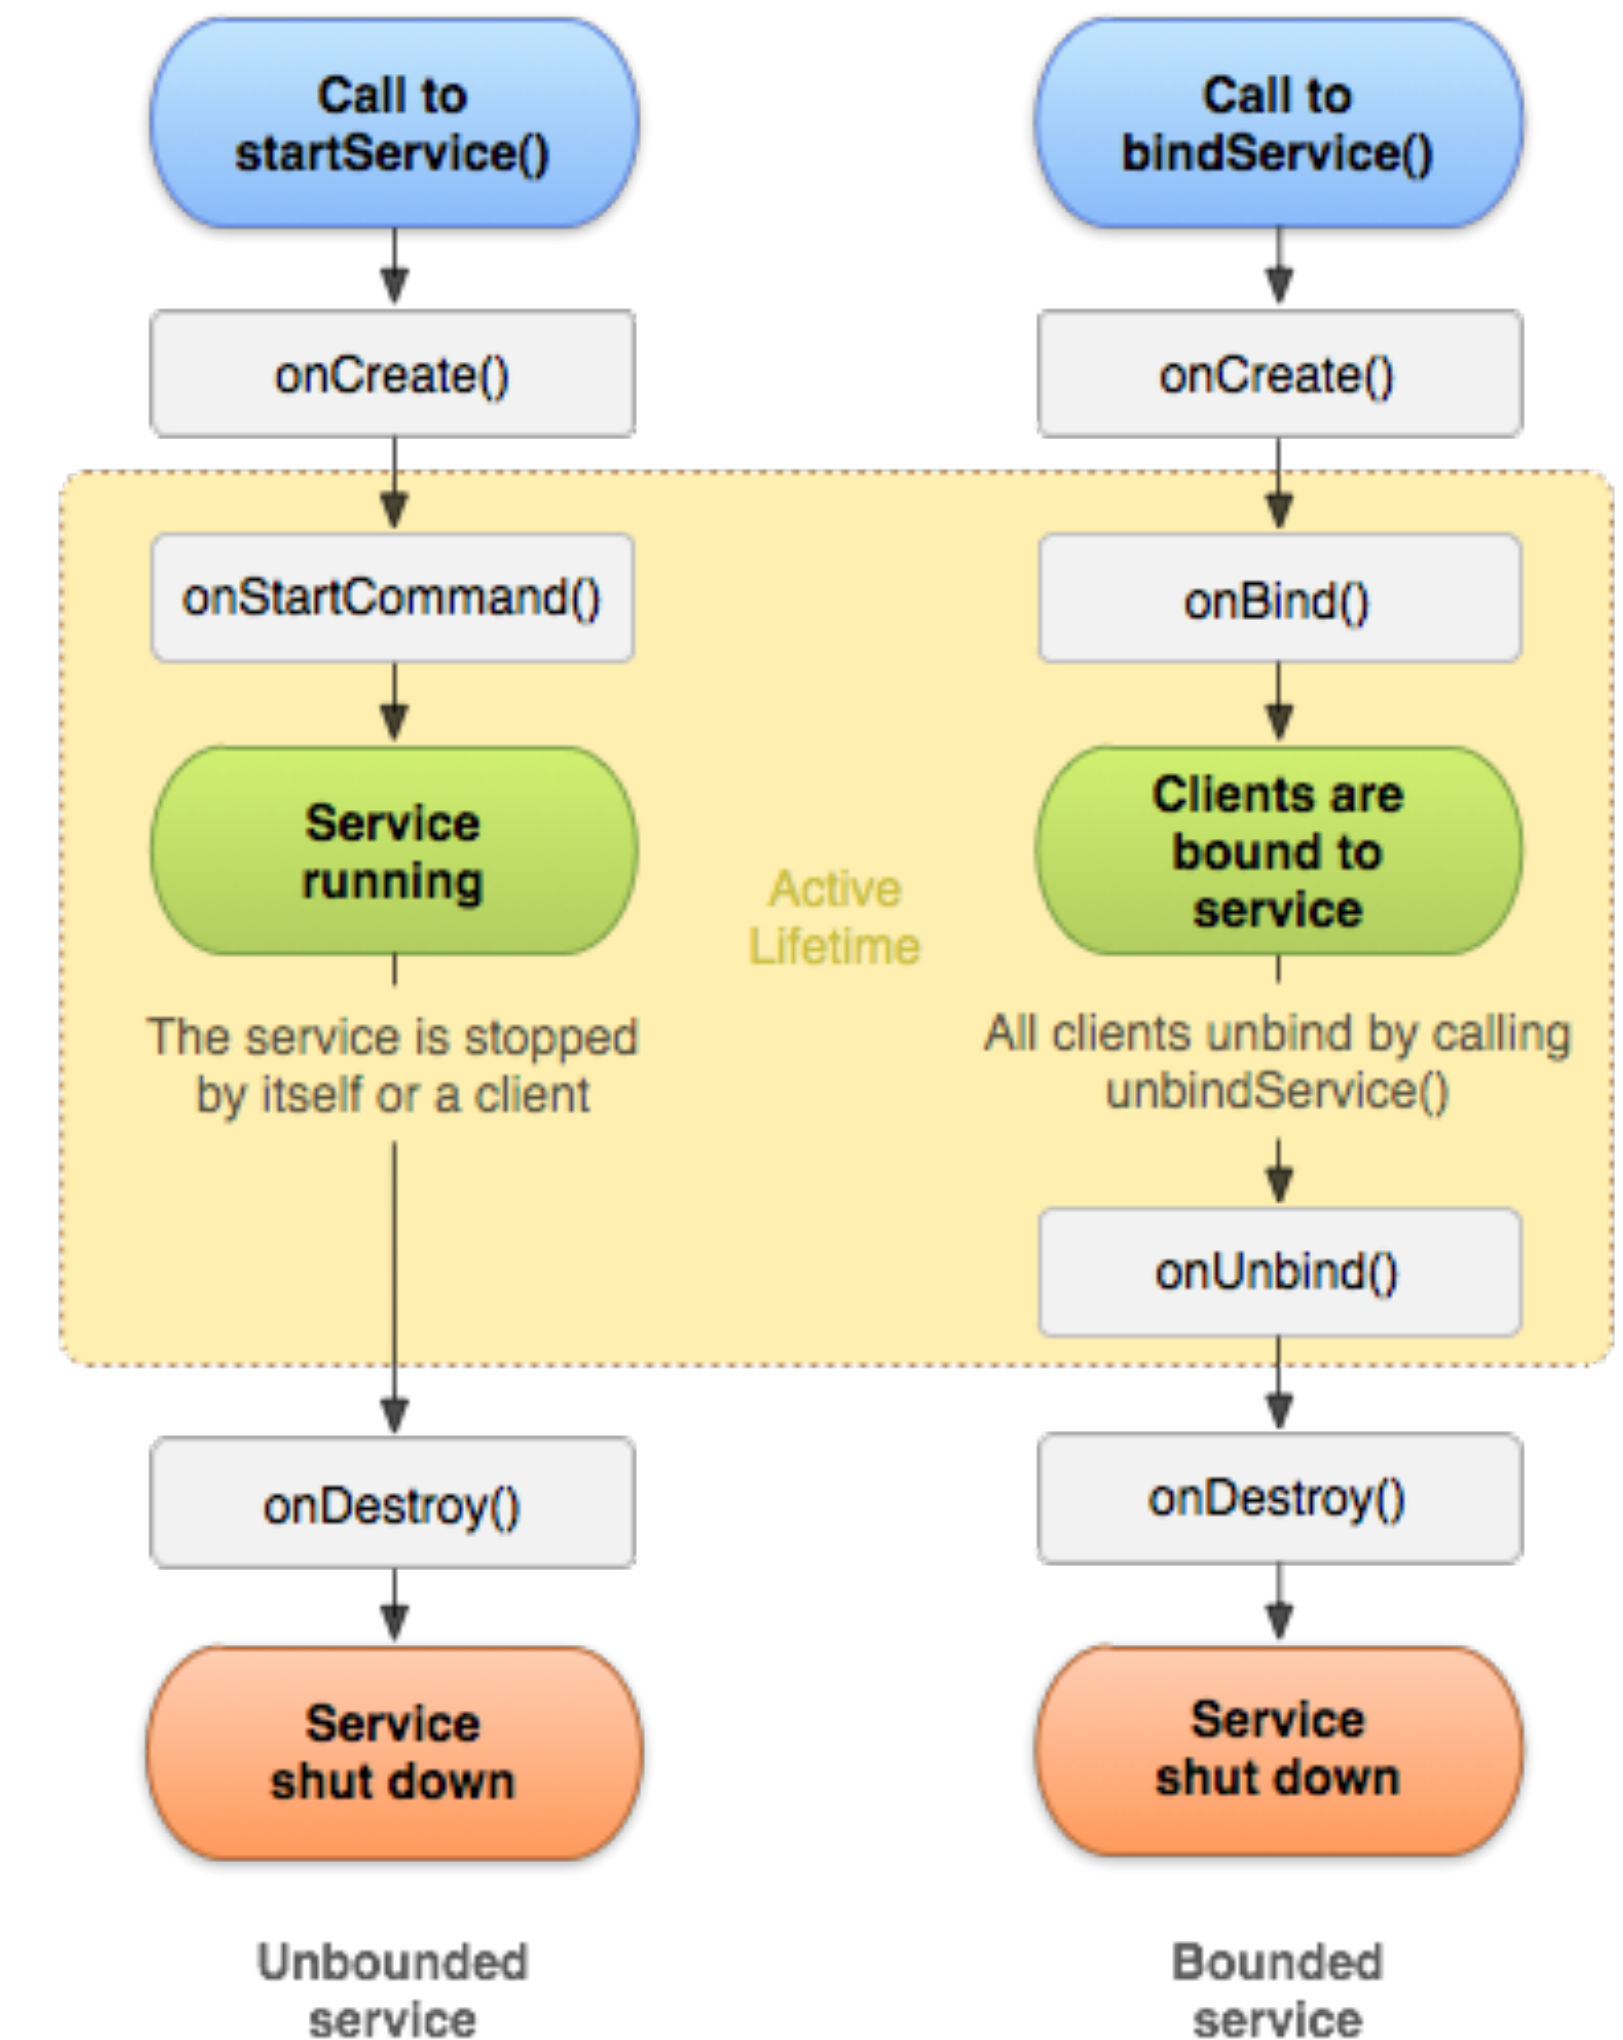 Call to
startService()
onCreate()
onStartCommand()
Service
running
The service is stopped
by itself or a client
onDestroy()
Service
shut down
Unbounded
service
Active
Lifetime
Call to
bindService()
onCreate()
onBind()
Clients are
bound to
service
All clients unbind by calling
unbindService()
onUnbind()
onDestroy()
Service
shut down
Bounded
service